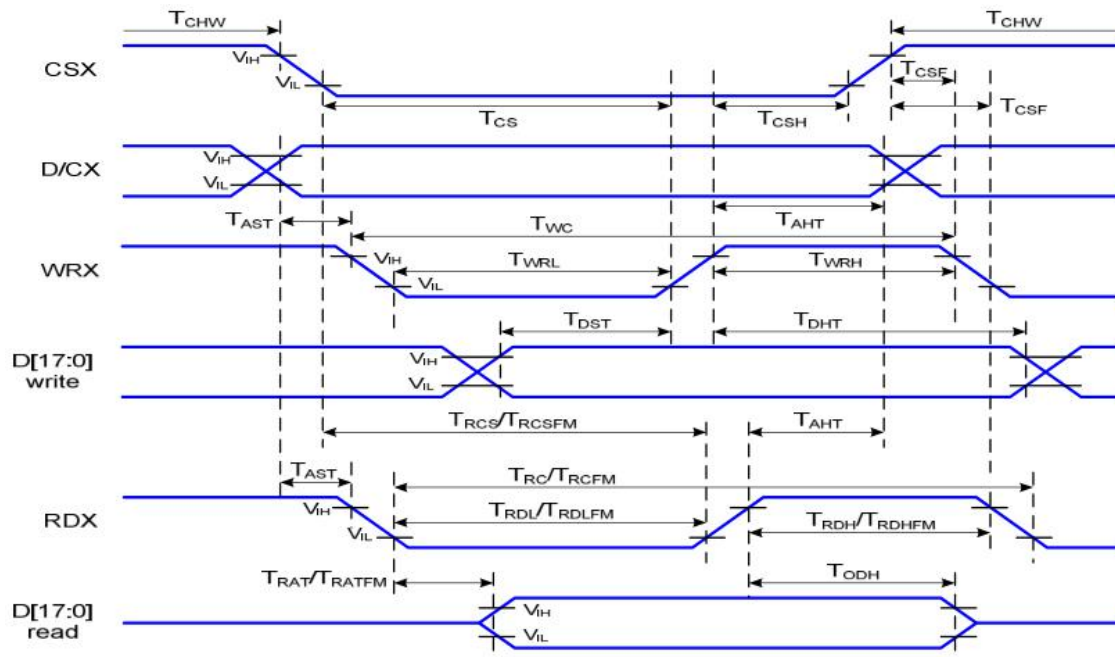 TCHW
TCHW
CSX
VIH
VIL
TCSF
TCS
TCSH
TCSF
D/CX
VIH
VIL
TAST
TWC
TAHT
WRX
VIH
VIL
TWRL
TWRH
D[17:0]
write
TDST
TDHT
VIH
VIL
TRCS/TRCSFM
TAHT
TAST
TRC/TRCFM
RDX
VIH
VIL
TRDL/TRDLFM
TRDH/TRDHFM
TRAT/TRATFM
TODH
D[17:0]
read
VIH
VIL